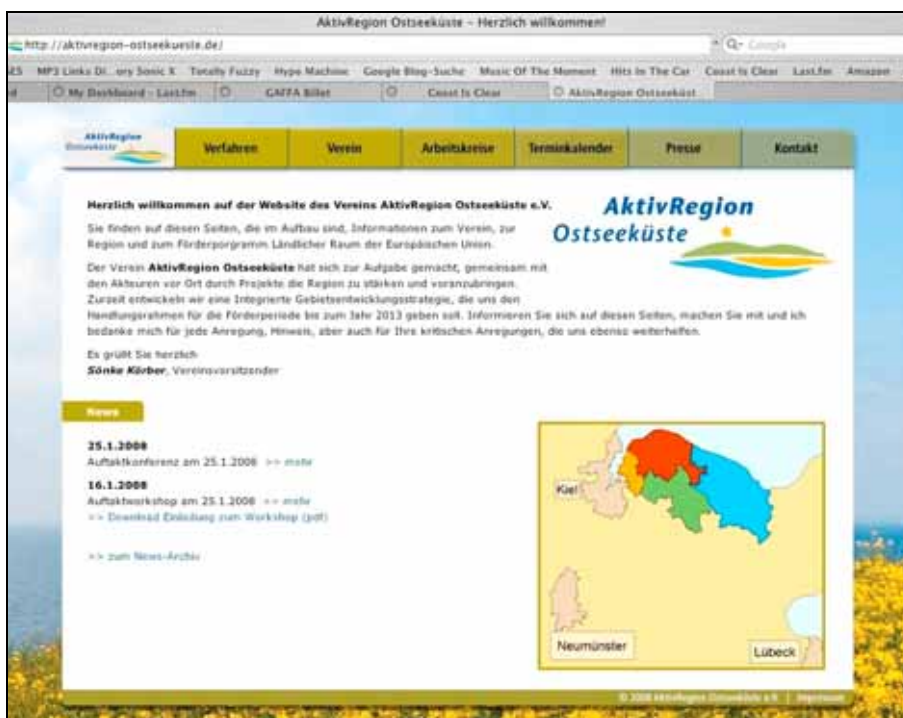 AktivRegion Ostseeküste – Herzlich willkommen!
http://aktivregion-ostseekueste.de/
Google
MP3 Links Di...ory Sonic X Totally Fuzzy Hype Machine Google Blog-Suche Music Of The Moment Hits In The Car Coast Is Clear Last.fm Amazon
My Dashboard – Last.fm GAFFA Billet Coast Is Clear AktivRegion Ostseeküst
AktivRegion
Ostseeküste
Verfahren Verein Arbeitskreise Terminkalender Presse Kontakt
Herzlich willkommen auf der Website des Vereins AktivRegion Ostseeküste e.V.
AktivRegion
Ostseeküste
Sie finden auf diesen Seiten, die im Aufbau sind, Informationen zum Verein, zur
Region und zum Förderporgramm Ländlicher Raum der Europäischen Union.
Der Verein AktivRegion Ostseeküste hat sich zur Aufgabe gemacht, gemeinsam mit
den Akteuren vor Ort durch Projekte die Region zu stärken und voranzubringen.
Zurzeit entwickeln wir eine Integrierte Gebietsentwicklungsstrategie, die uns den
Handlungsrahmen für die Förderperiode bis zum Jahr 2013 geben soll. Informieren Sie sich auf diesen Seiten, machen Sie mit und ich
bedanke mich für jede Anregung, Hinweis, aber auch für Ihre kritischen Anregungen, die uns ebenso weiterhelfen.
Es grüßt Sie herzlich
Sönke Körber, Vereinsvorsitzender
News
25.1.2008
Auftaktkonferenz am 25.1.2008 >> mehr
16.1.2008
Auftaktworkshop am 25.1.2008 >> mehr
>> Download Einladung zum Workshop (pdf)
>> zum News-Archiv
Kiel
Neumünster
Lübeck
© 2008 AktivRegion Ostseeküste e.V. | Impressum